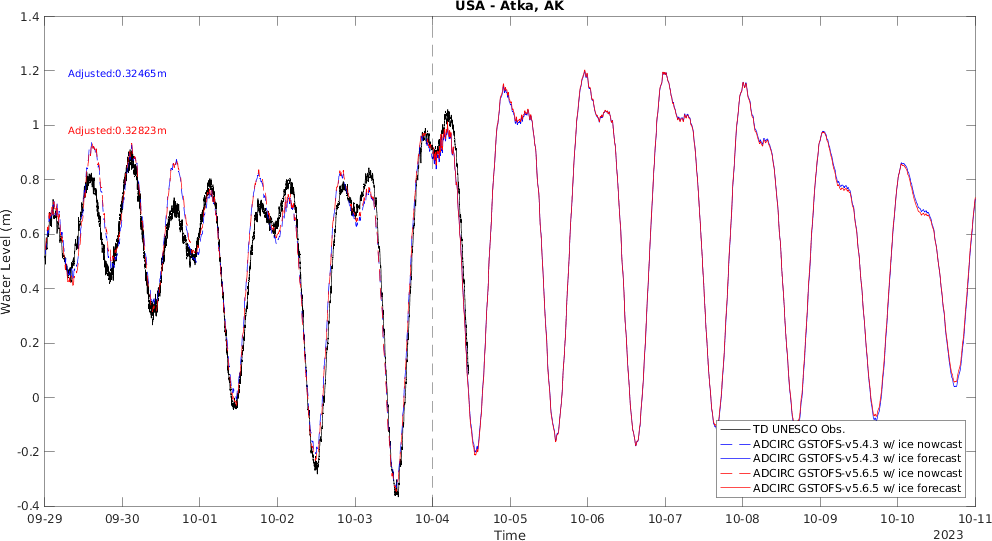 USA - Atka, AK
1.4
1.2
1
0.8
0.6
0.4
0.2
0
-0.2
-0.4
Water Level (m)
Adjusted:0.32465m
Adjusted:0.32823m
TD UNESCO Obs.
ADCIRC GSTOFS-v5.4.3 w/ ice nowcast
ADCIRC GSTOFS-v5.4.3 w/ ice forecast
ADCIRC GSTOFS-v5.6.5 w/ ice nowcast
ADCIRC GSTOFS-v5.6.5 w/ ice forecast
09-29 09-30 10-01 10-02 10-03 10-04 10-05 10-06 10-07 10-08 10-09 10-10 10-11
Time
2023